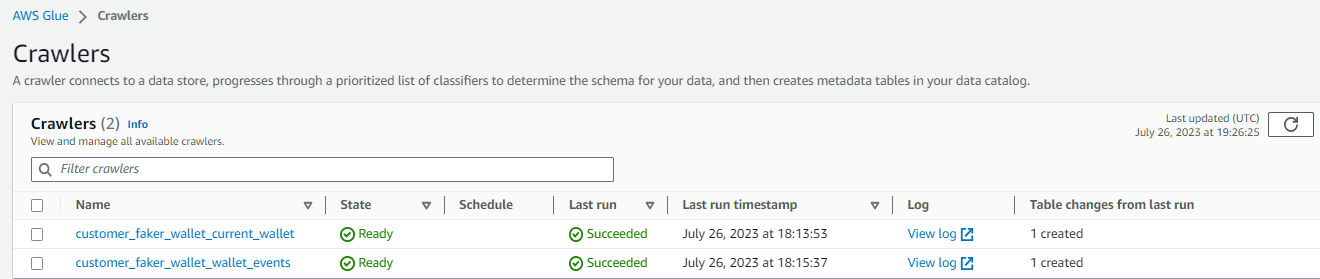 AWS Glue > Crawlers
Crawlers
A crawler connects to a data store, progresses through a prioritized list of classifiers to determine the schema for your data, and then creates metadata tables in your data catalog.
Crawlers (2) Info
Last updated (UTC)
July 26, 2023 at 19:26:25
View and manage all available crawlers.
Filter crawlers
Name State Schedule Last run Last run timestamp Log Table changes from last run
customer_faker_wallet_current_wallet Ready Succeeded July 26, 2023 at 18:13:53 View log 1 created
customer_faker_wallet_wallet_events Ready Succeeded July 26, 2023 at 18:15:37 View log 1 created